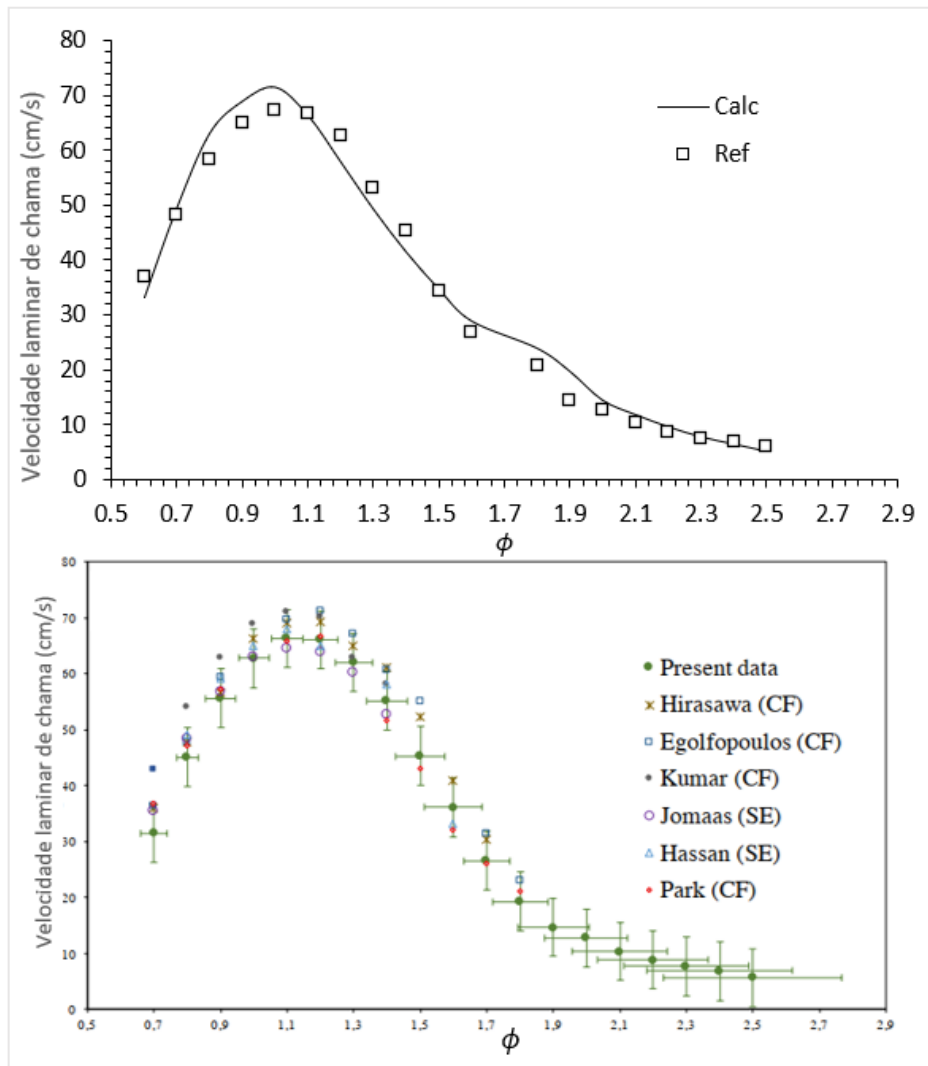 Velocidade laminar de chama (cm/s)
80
70
60
50
40
30
20
10
0
Calc
Ref
0.5 0.7 0.9 1.1 1.3 1.5 1.7 1.9 2.1 2.3 2.5 2.7 2.9
ϕ
Velocidade laminar de chama (cm/s)
80
70
60
50
40
30
20
10
0
Present data
Hirasawa (CF)
Egolfopoulos (CF)
Kumar (CF)
Jomaas (SE)
Hassan (SE)
Park (CF)
0,5 0,7 0,9 1,1 1,3 1,5 1,7 1,9 2,1 2,3 2,5 2,7 2,9
ϕ